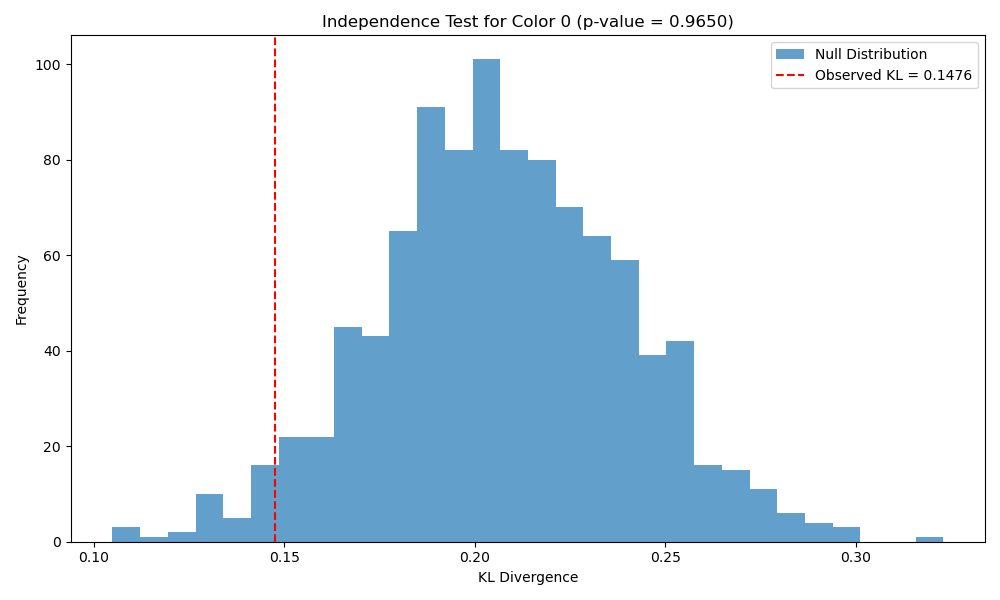 Independence Test for Color 0 (p-value = 0.9650)
Null Distribution
Observed KL = 0.1476
Frequency
100
80
60
40
20
0
0.10 0.15 0.20 0.25 0.30
KL Divergence